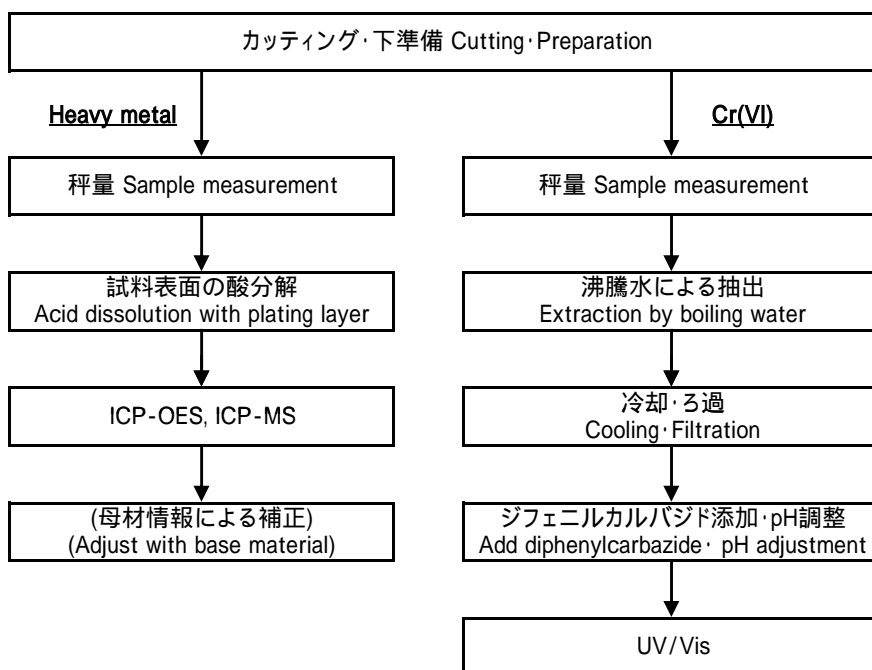 カッティング・下準備 Cutting・Preparation
Heavy metal
秤量 Sample measurement
試料表面の酸分解
Acid dissolution with plating layer
ICP-OES, ICP-MS
(母材情報による補正)
(Adjust with base material)
Cr(VI)
秤量 Sample measurement
沸騰水による抽出
Extraction by boiling water
冷却・ろ過
Cooling・Filtration
ジフェニルカルバジド添加・pH調整
Add diphenylcarbazide・ pH adjustment
UV/Vis